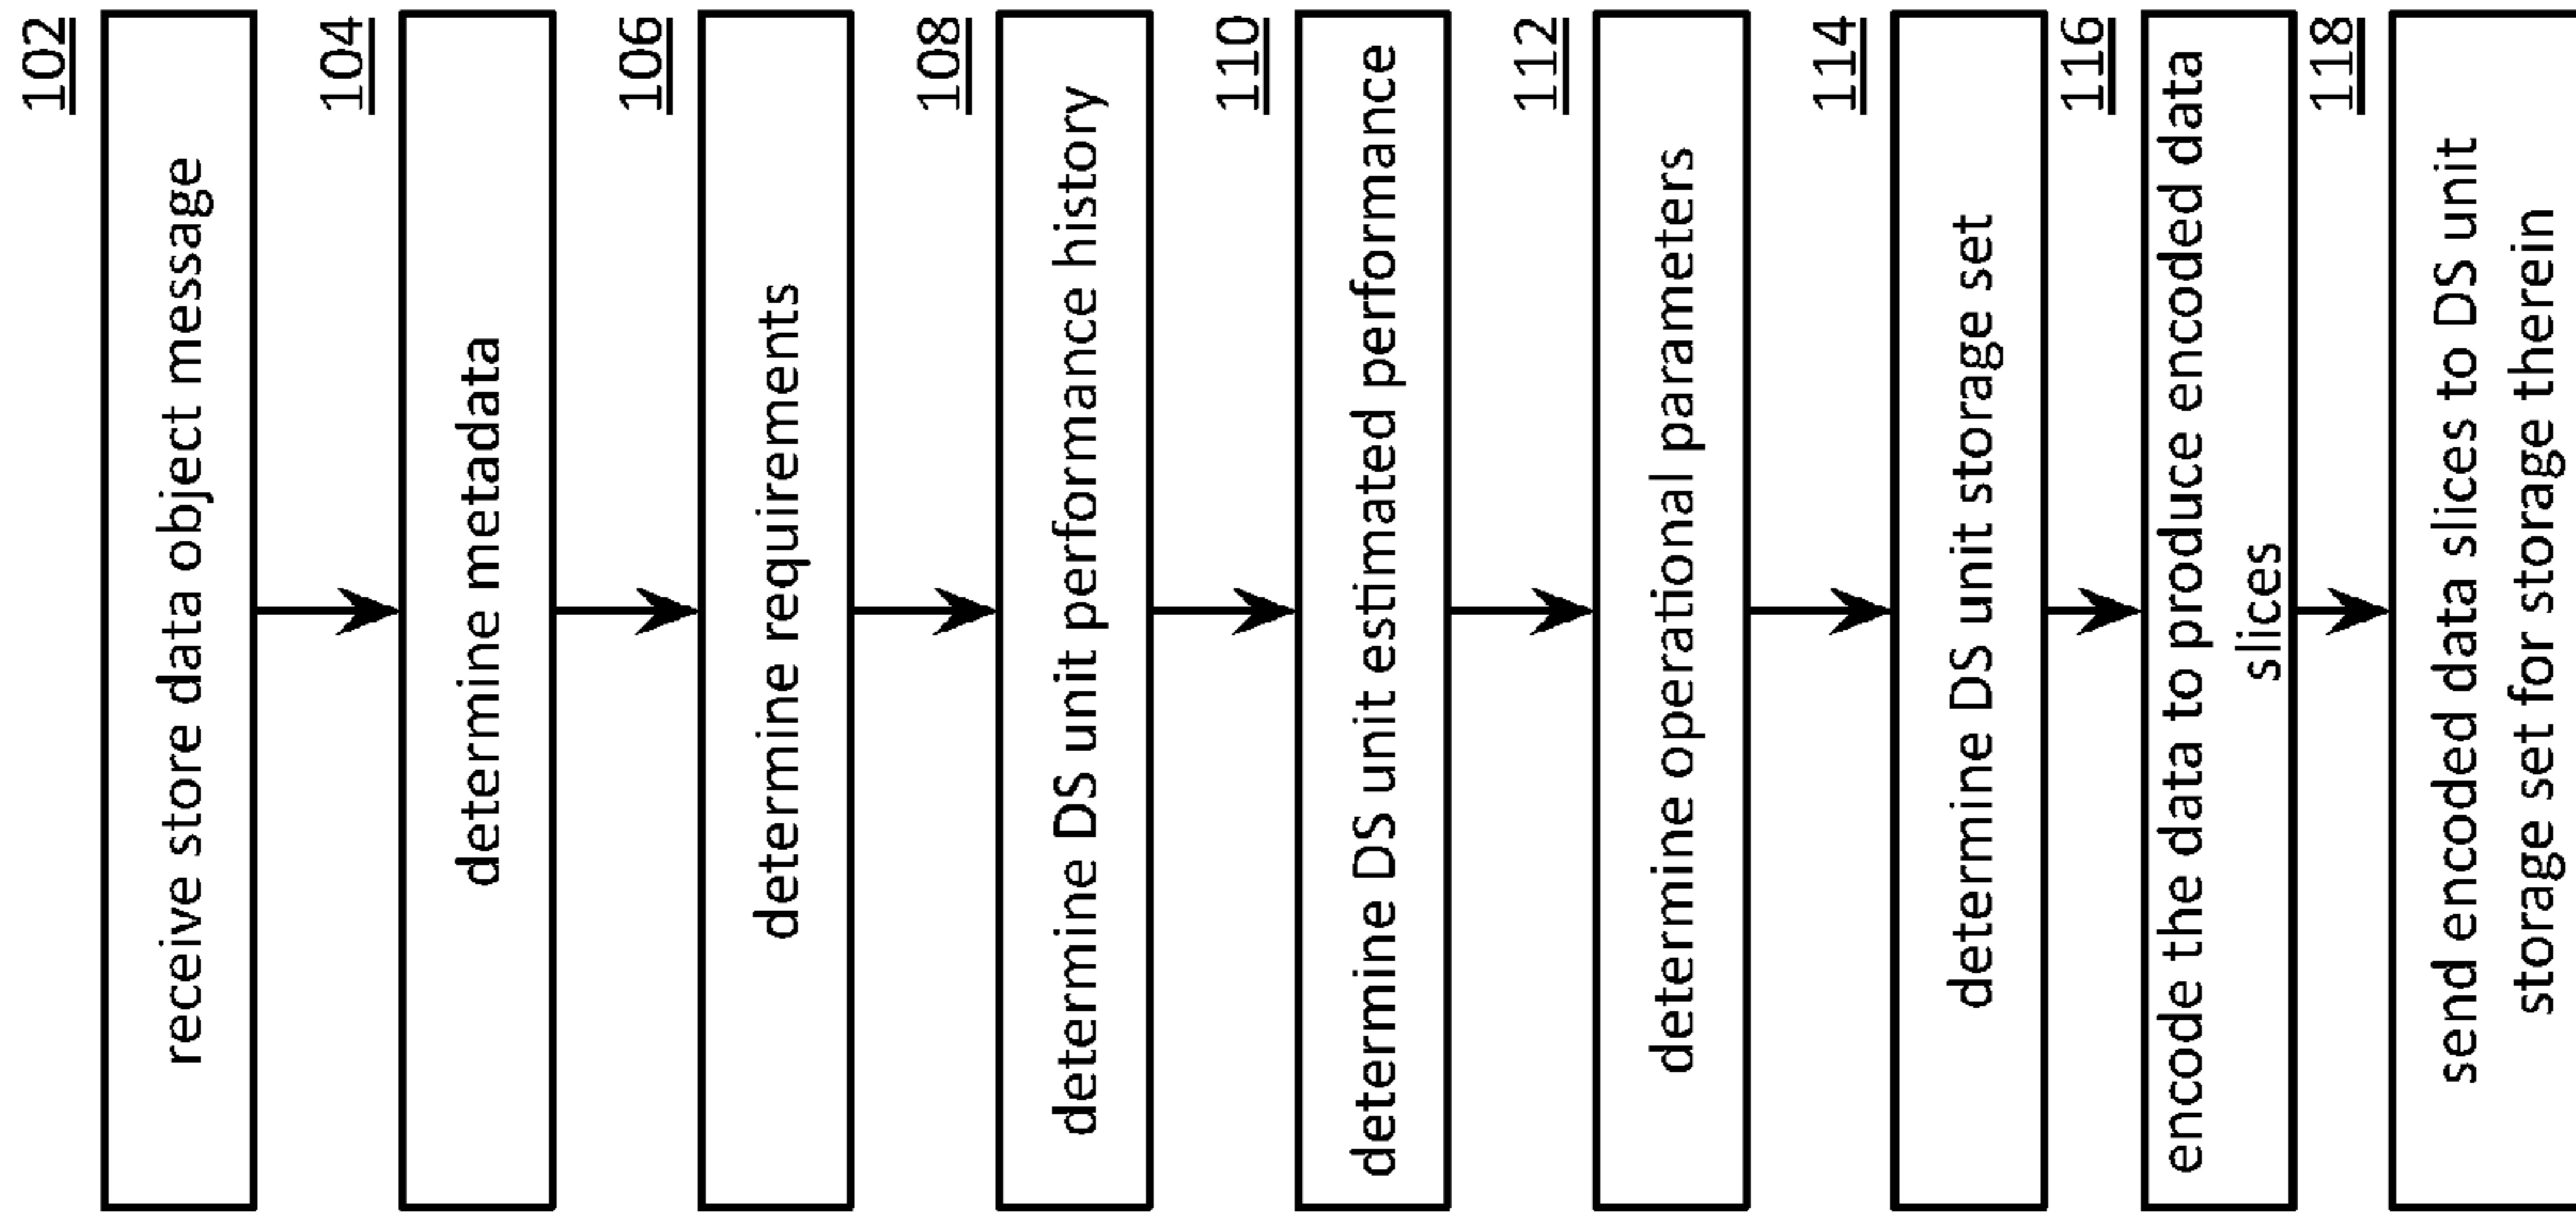 102
receive store data object message
104
determine metadata
106
determine requirements
108
determine DS unit performance history
110
determine DS unit estimated performance
112
determine operational parameters
114
determine DS unit storage set
116
encode the data to produce encoded data
slices
118
send encoded data slices to DS unit
storage set for storage therein